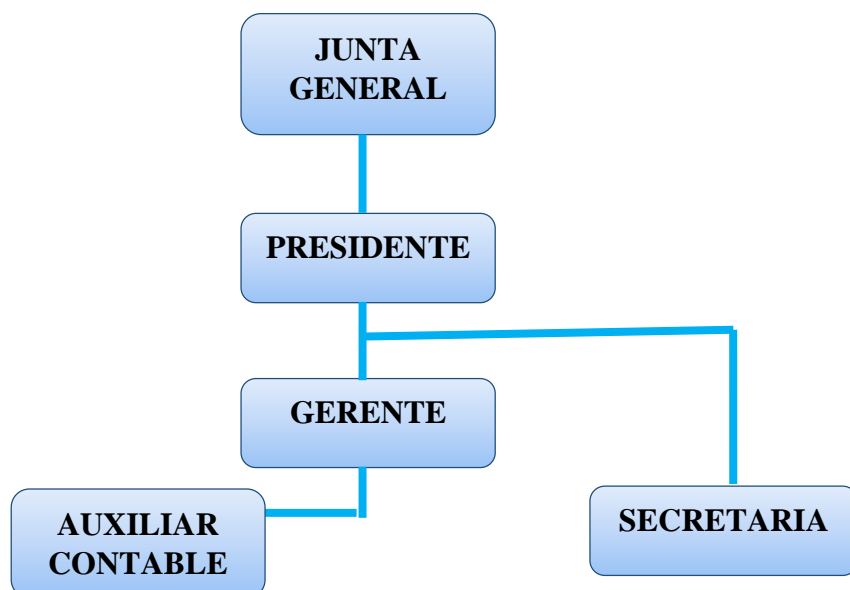 JUNTA
GENERAL
PRESIDENTE
GERENTE
AUXILIAR
CONTABLE
SECRETARIA